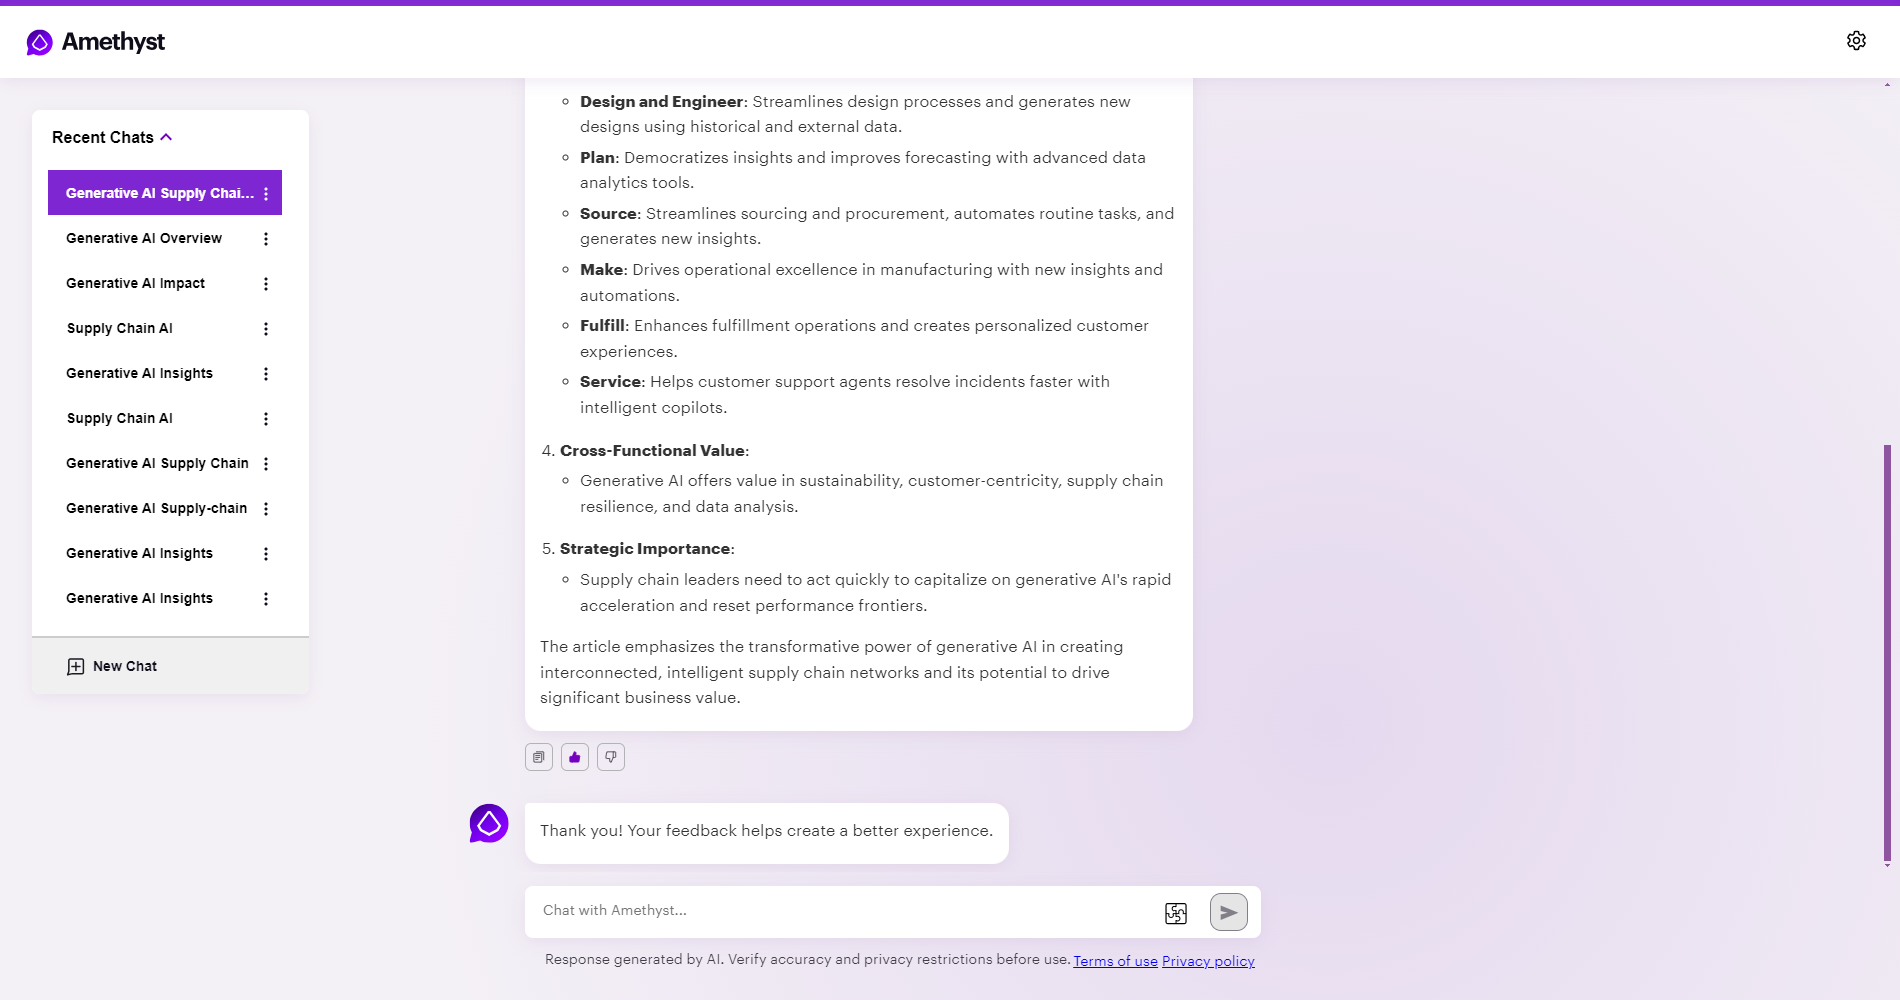 Amethyst
Recent Chats
Generative AI Supply Chai...
Generative AI Overview
Generative AI Impact
Supply Chain AI
Generative AI Insights
Supply Chain AI
Generative AI Supply Chain
Generative AI Supply-chain
Generative AI Insights
Generative AI Insights
New Chat
Design and Engineer: Streamlines design processes and generates new
designs using historical and external data.
Plan: Democratizes insights and improves forecasting with advanced data
analytics tools.
Source: Streamlines sourcing and procurement, automates routine tasks, and
generates new insights.
Make: Drives operational excellence in manufacturing with new insights and
automations.
Fulfill: Enhances fulfillment operations and creates personalized customer
experiences.
Service: Helps customer support agents resolve incidents faster with
intelligent copilots.
4. Cross-Functional Value:
Generative AI offers value in sustainability, customer-centricity, supply chain
resilience, and data analysis.
5. Strategic Importance:
Supply chain leaders need to act quickly to capitalize on generative AI's rapid
acceleration and reset performance frontiers.
The article emphasizes the transformative power of generative AI in creating
interconnected, intelligent supply chain networks and its potential to drive
significant business value.
Thank you! Your feedback helps create a better experience.
Chat with Amethyst...
Response generated by AI. Verify accuracy and privacy restrictions before use. Terms of use Privacy policy